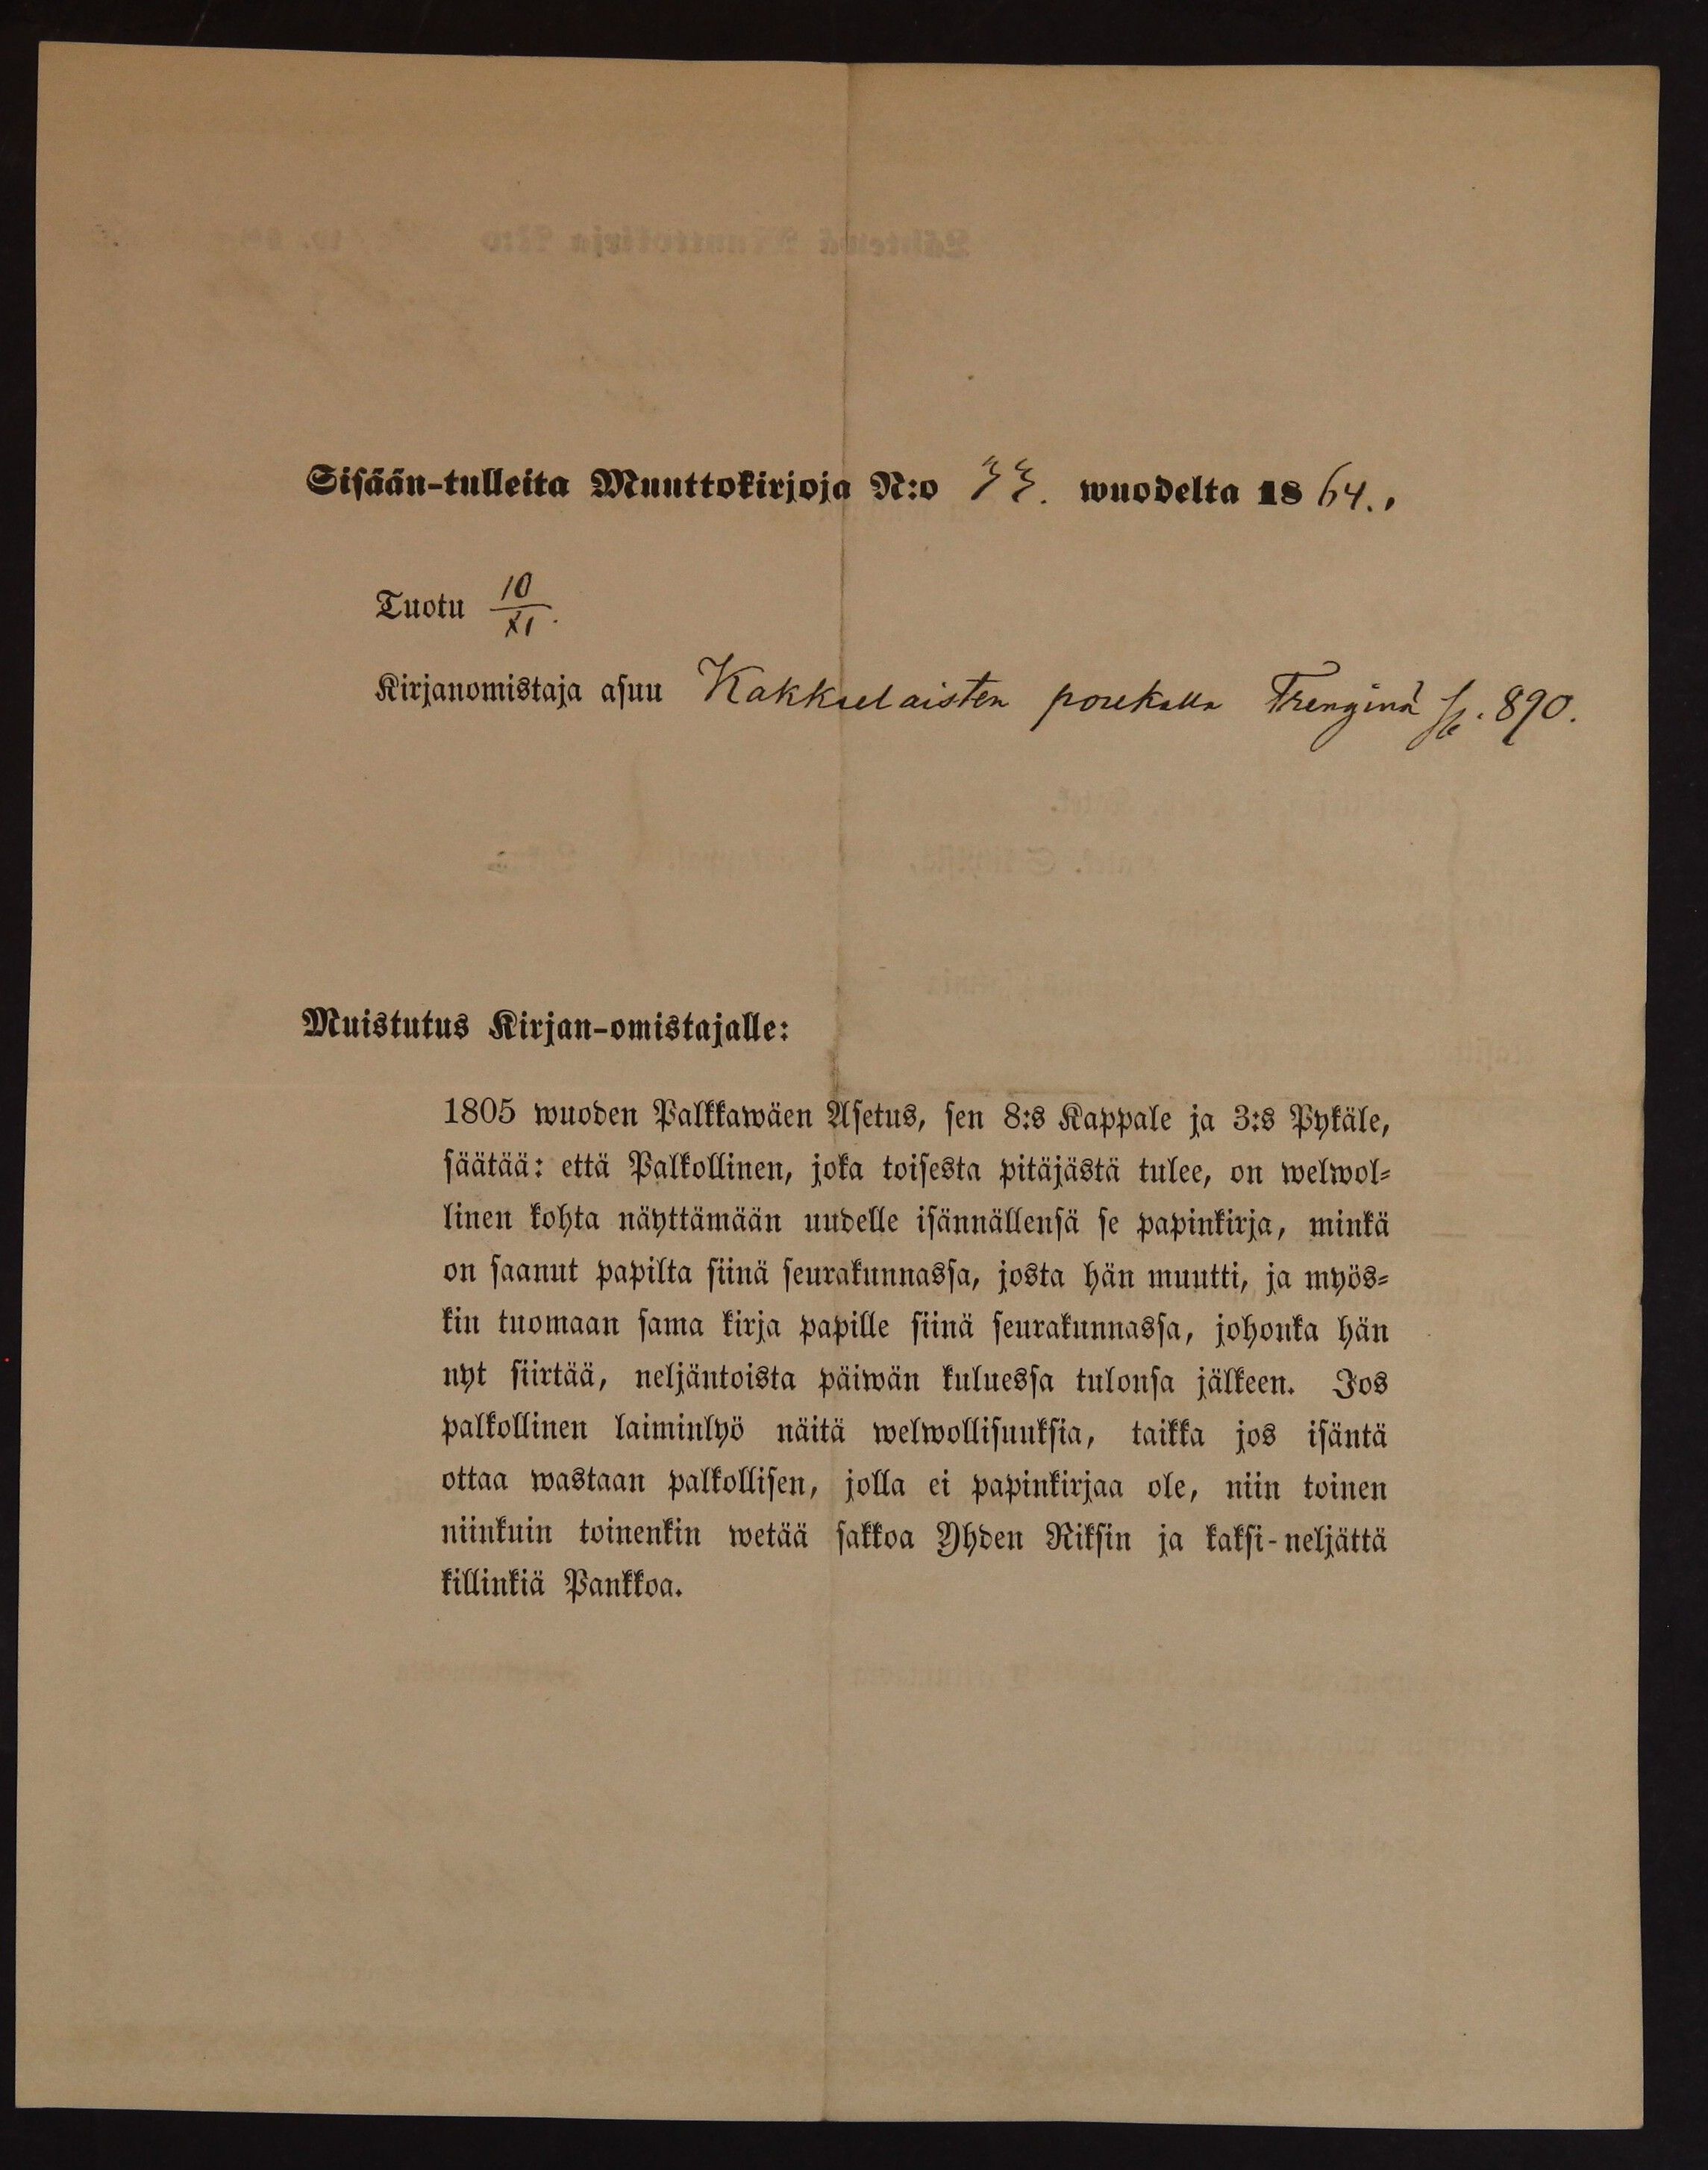 Sisään-tulleita Muuttokirjoja N:o 33. wuodelta 1864.
Tuotu 10/XI.
Kirjanomistaja asuu Trenginä 890.
Muistutus Kirjan-omistajalle:
1805 wuoden Palkkawäen Asetus, sen 8:s Kappale ja 3:s Pykäle,
säätää: että Palkollinen, joka toisesta pitäjästä tulee, on welwol-
linen kohta näyttämään uudelle isännällensä se papinkirja, minkä
on saanut papilta siinä seurakunnassa, josta hän muutti, ja myös-
kin tuomaan sama kirja papille siinä seurakunnassa, johonka hän
nyt siirtää, neljäntoista päiwän kuluessa tulonsa jälkeen. Jos
palkollinen laiminlyö näitä welwollisuuksia, taikka jos isäntä
ottaa wastaan palkollisen, jolla ei papinkirjaa ole, niin toinen
niinkuin toinenkin wetää sakkoa Yhden Riksin ja kaksi-neljättä
killinkiä Pankkoa.